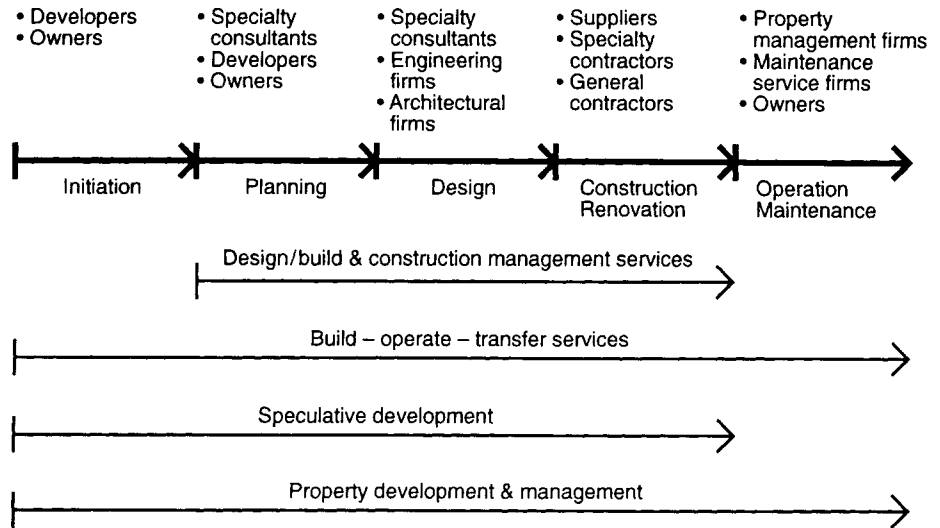 • Developers
• Owners
• Specialty
consultants
• Developers
• Owners
• Specialty
consultants
• Engineering
firms
• Architectural
firms
• Suppliers
• Specialty
contractors
• General
contractors
• Property
management firms
• Maintenance
service firms
• Owners
Initiation
Planning
Design
Construction
Renovation
Operation
Maintenance
Design/build & construction management services
Build – operate – transfer services
Speculative development
Property development & management